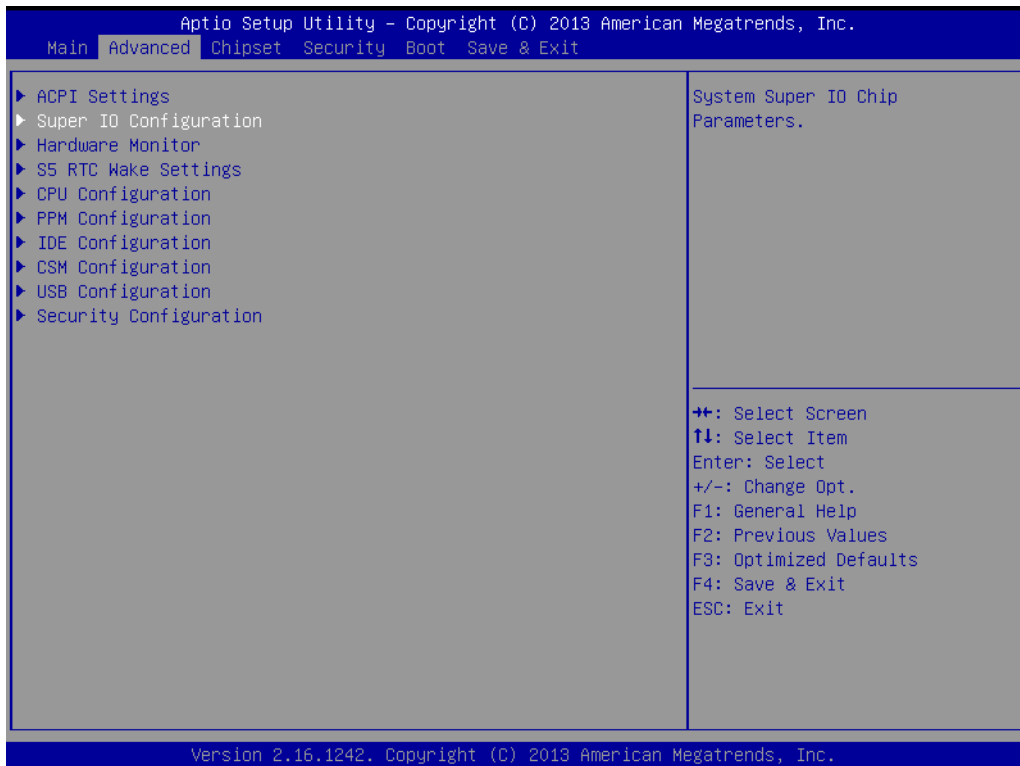 Aptio Setup Utility – Copyright (C) 2013 American Megatrends, Inc.
Main Advanced Chipset Security Boot Save & Exit
▶ ACPI Settings
▶ Super IO Configuration
▶ Hardware Monitor
▶ S5 RTC Wake Settings
▶ CPU Configuration
▶ PPM Configuration
▶ IDE Configuration
▶ CSM Configuration
▶ USB Configuration
▶ Security Configuration
System Super IO Chip
Parameters.
→←: Select Screen
↑↓: Select Item
Enter: Select
+/-: Change Opt.
F1: General Help
F2: Previous Values
F3: Optimized Defaults
F4: Save & Exit
ESC: Exit
Version 2.16.1242. Copyright (C) 2013 American Megatrends, Inc.